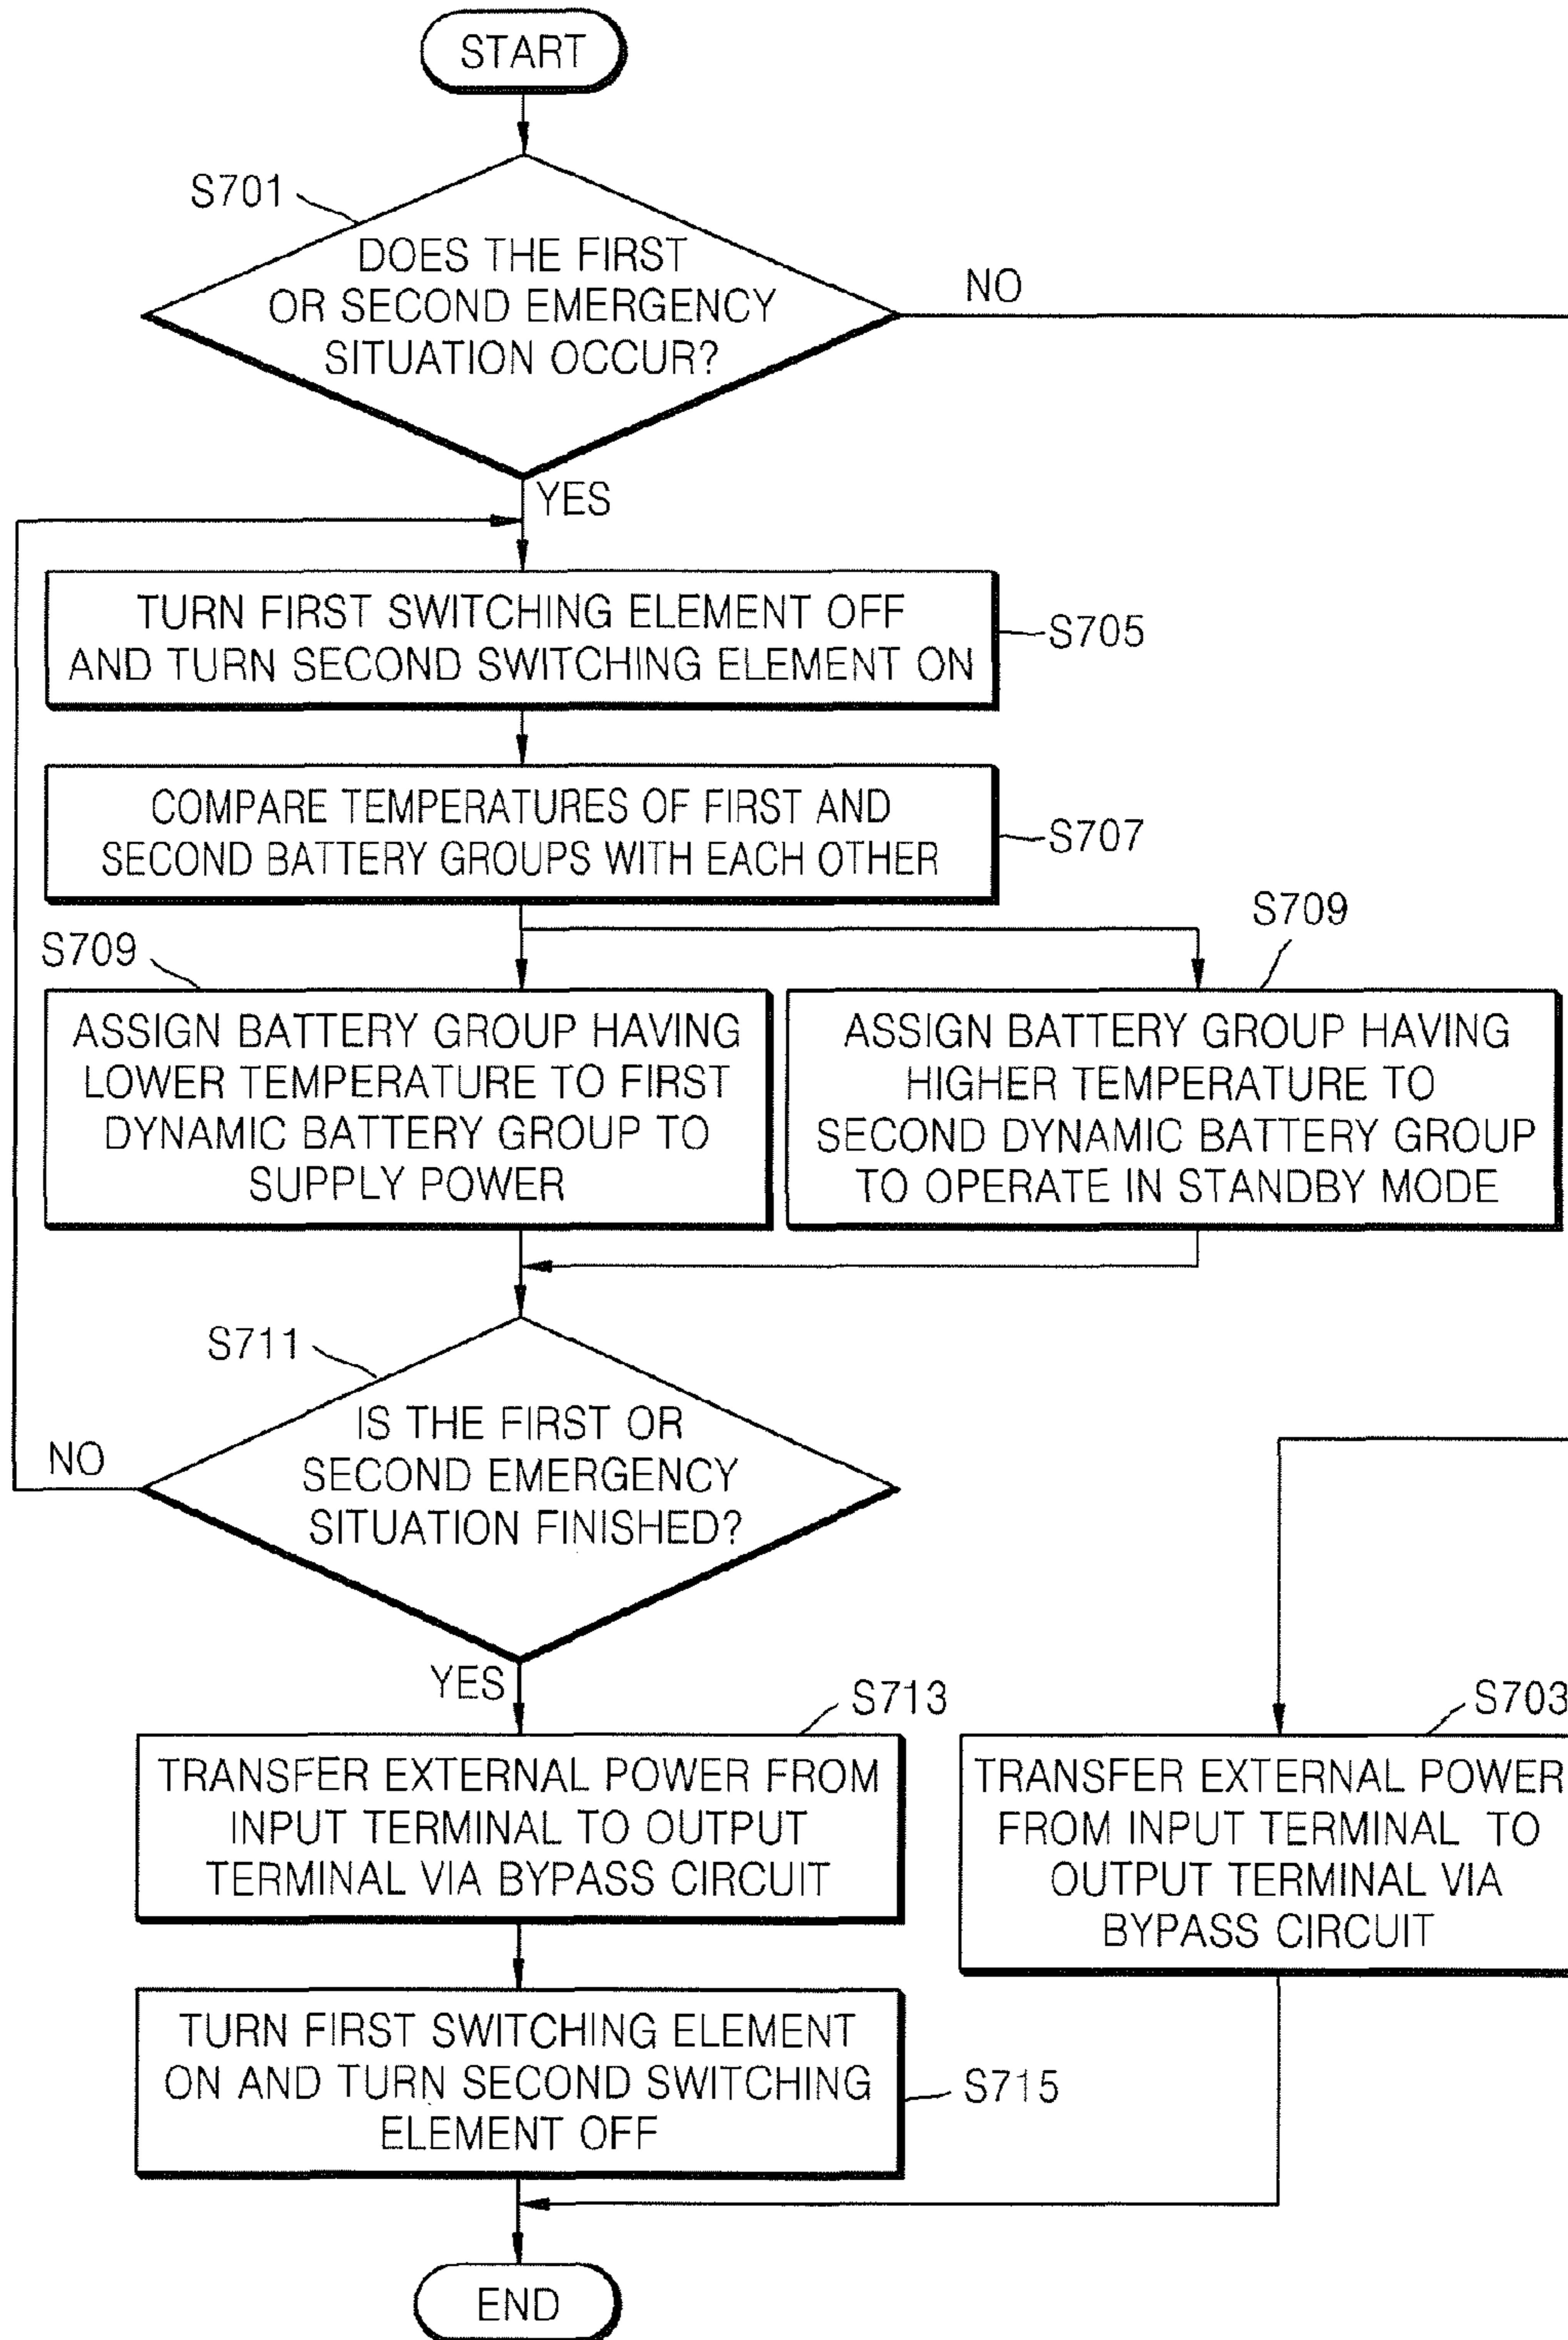 START
S701
DOES THE FIRST
OR SECOND EMERGENCY
SITUATION OCCUR?
NO
YES
TURN FIRST SWITCHING ELEMENT OFF
AND TURN SECOND SWITCHING ELEMENT ON
S705
COMPARE TEMPERATURES OF FIRST AND
SECOND BATTERY GROUPS WITH EACH OTHER
S707
S709
ASSIGN BATTERY GROUP HAVING
LOWER TEMPERATURE TO FIRST
DYNAMIC BATTERY GROUP TO
SUPPLY POWER
S709
ASSIGN BATTERY GROUP HAVING
HIGHER TEMPERATURE TO
SECOND DYNAMIC BATTERY GROUP
TO OPERATE IN STANDBY MODE
S711
IS THE FIRST OR
SECOND EMERGENCY
SITUATION FINISHED?
NO
YES
S713
TRANSFER EXTERNAL POWER FROM
INPUT TERMINAL TO OUTPUT
TERMINAL VIA BYPASS CIRCUIT
S703
TRANSFER EXTERNAL POWER
FROM INPUT TERMINAL TO
OUTPUT TERMINAL VIA
BYPASS CIRCUIT
TURN FIRST SWITCHING ELEMENT
ON AND TURN SECOND SWITCHING
ELEMENT OFF
S715
END